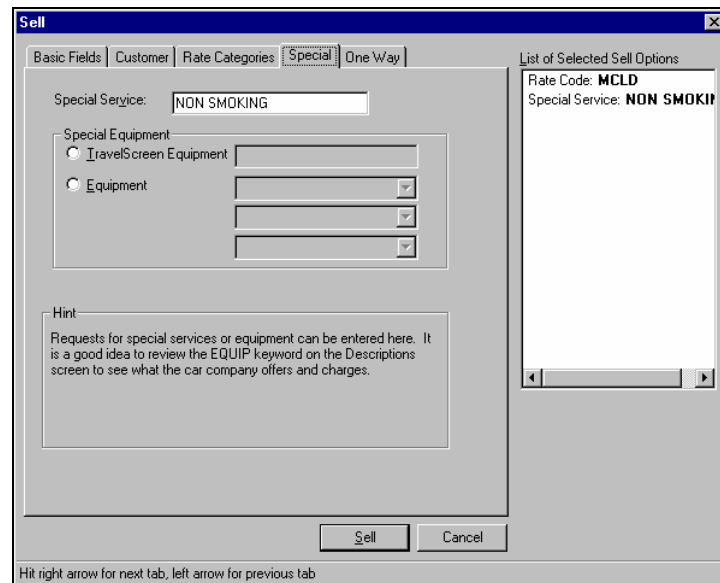 Sell
Basic Fields Customer Rate Categories Special One Way
List of Selected Sell Options
Special Service: NON SMOKING
Rate Code: MCLD
Special Service: NON SMOKIN
Special Equipment
TravelScreen Equipment
Equipment
Hint
Requests for special services or equipment can be entered here. It
is a good idea to review the EQUIP keyword on the Descriptions
screen to see what the car company offers and charges.
Sell Cancel
Hit right arrow for next tab, left arrow for previous tab